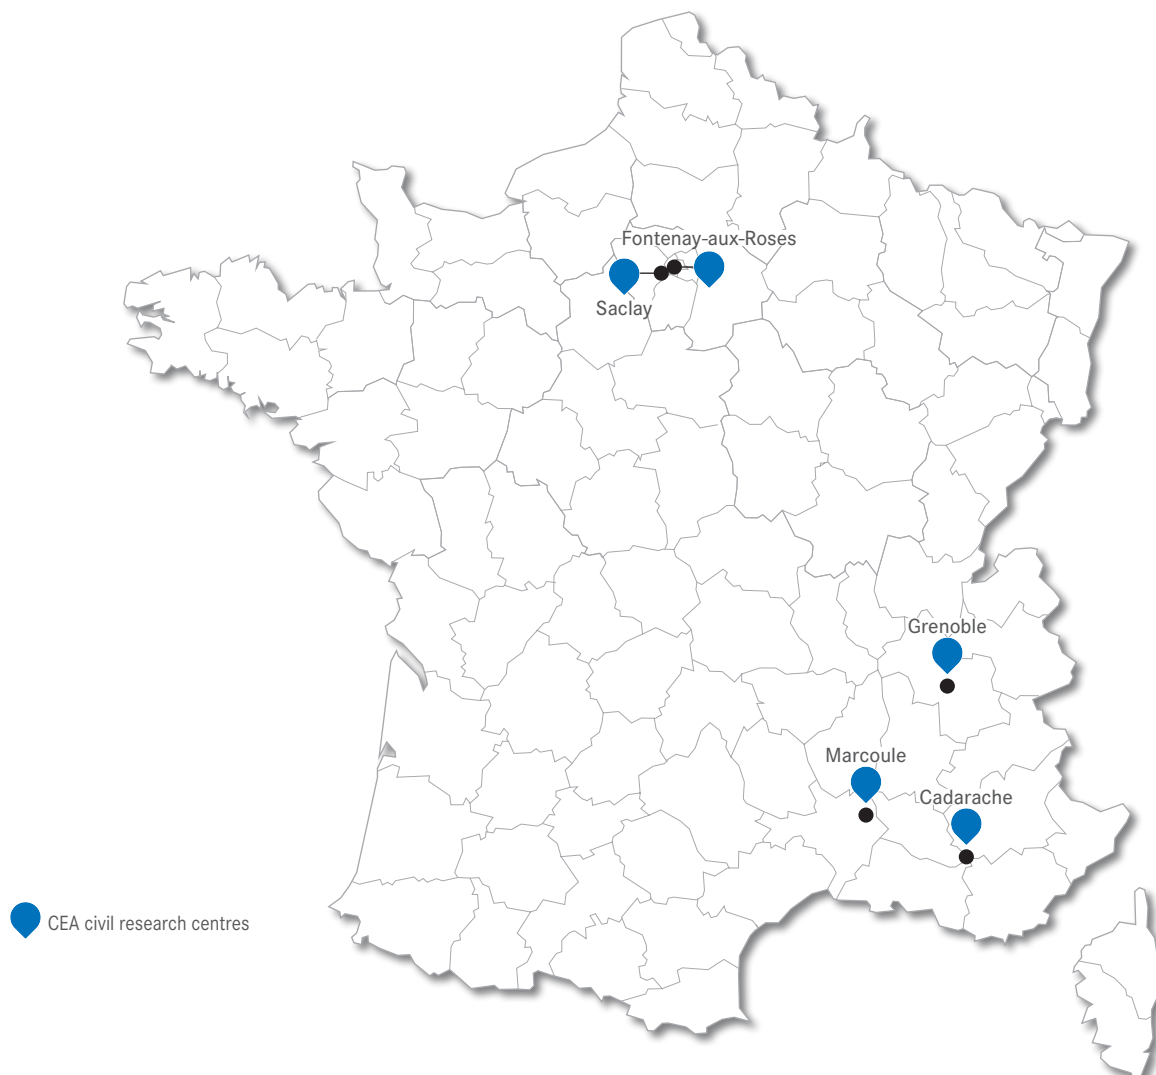 Fontenay-aux-Roses
Saclay
Grenoble
Marcoule
Cadarache
CEA civil research centres